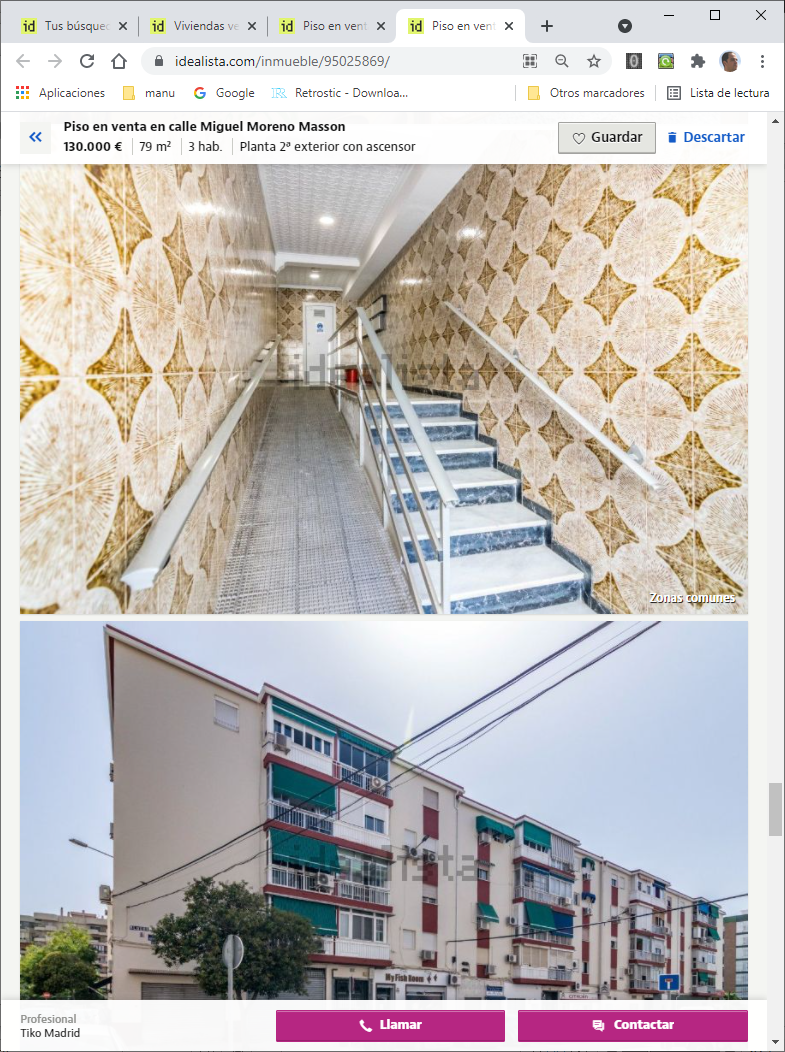 id Tus búsquec
id Viviendas ve
id Piso en vent
id Piso en vent
idealista.com/inmueble/95025869/
Aplicaciones
manu
G Google
Retrostic - Downloa...
Otros marcadores
Lista de lectura
Piso en venta en calle Miguel Moreno Masson
130.000 € 79 m² 3 hab. Planta 2ª exterior con ascensor
Guardar
Descartar
idealista
Zonas comunes
idealista
My Fish Room
Profesional
Tiko Madrid
Llamar
Contactar